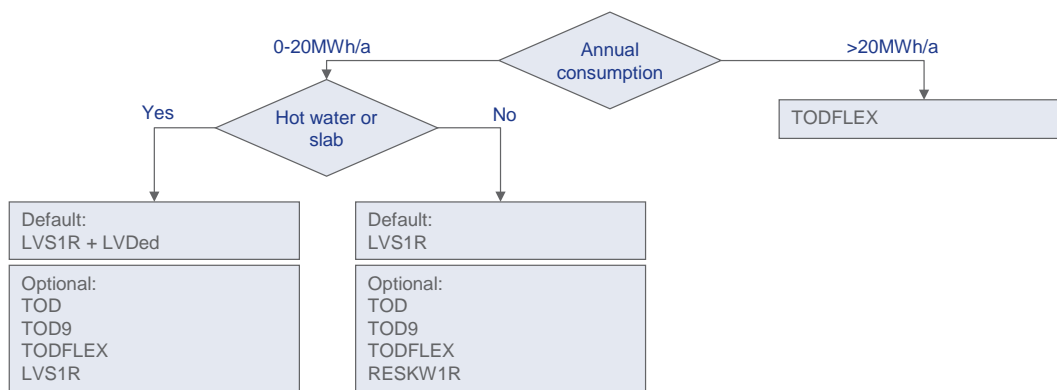 0-20MWh/a
Annual
consumption
>20MWh/a
Yes
Hot water or
slab
No
TODFLEX
Default:
LVS1R + LVDed
Optional:
TOD
TOD9
TODFLEX
LVS1R
Default:
LVS1R
Optional:
TOD
TOD9
TODFLEX
RESKW1R